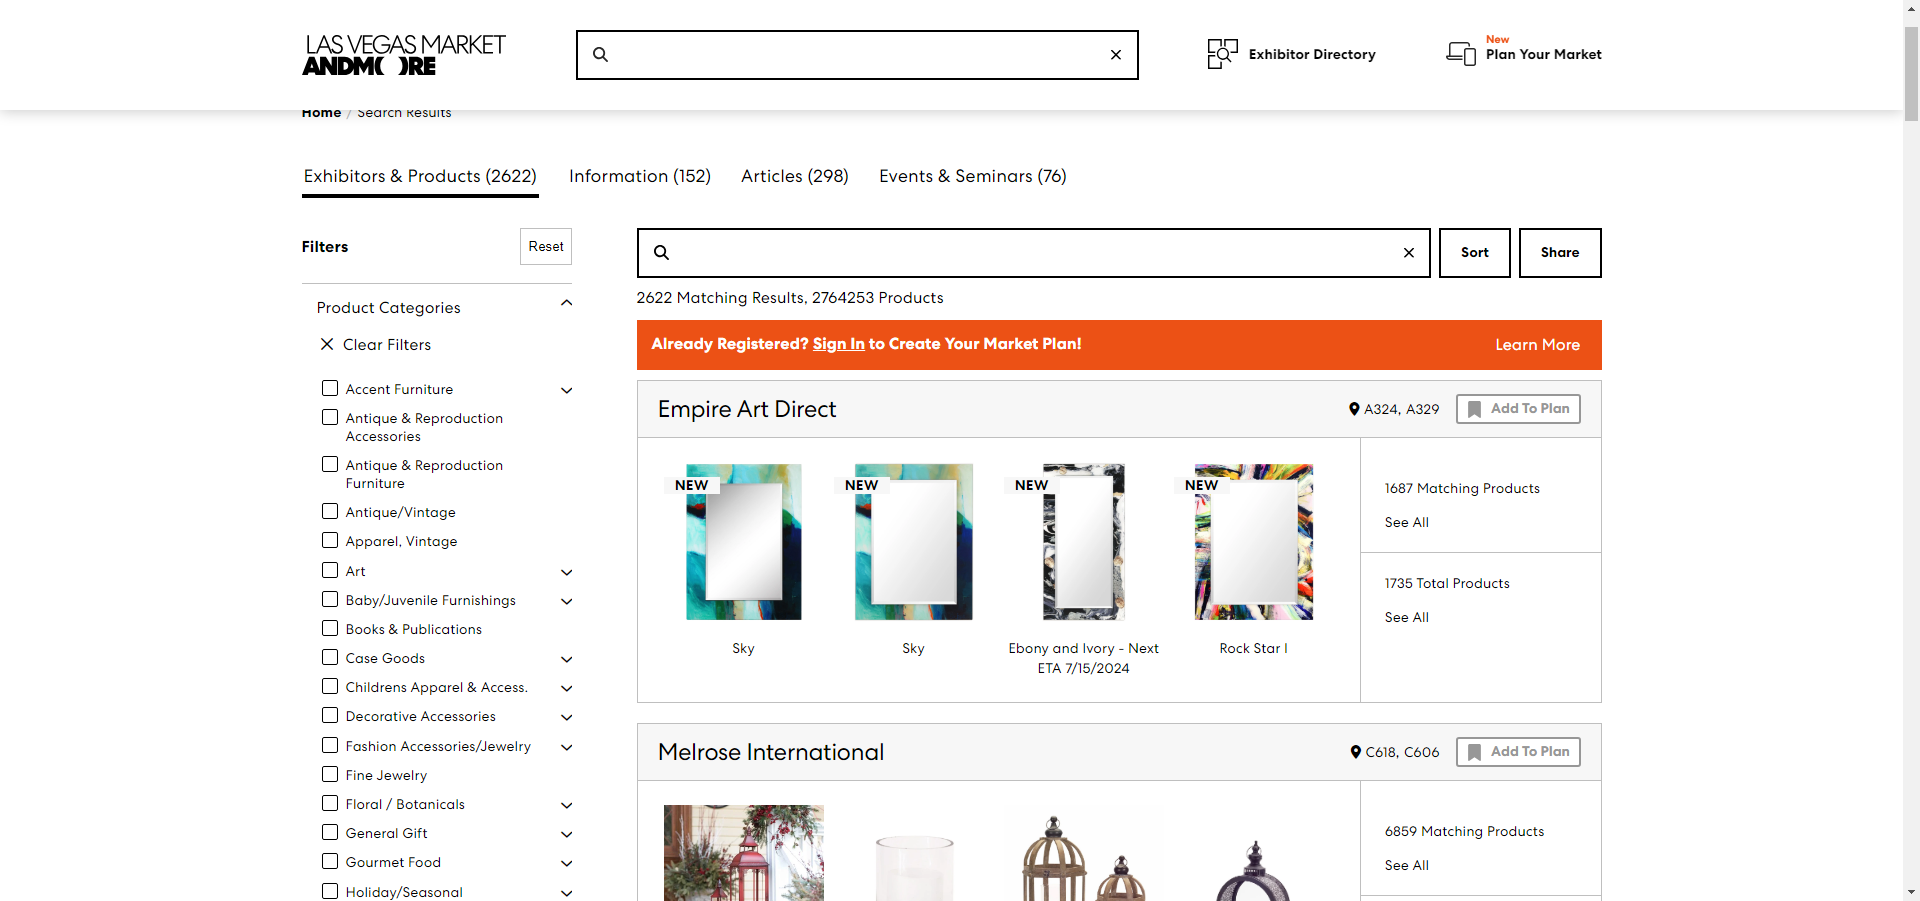 LAS VEGAS MARKET
ANDMORE
Exhibitor Directory
New
Plan Your Market
Home / Search Results
Exhibitors & Products (2622)
Information (152)
Articles (298)
Events & Seminars (76)
Filters
Reset
Product Categories
Clear Filters
Accent Furniture
Antique & Reproduction
Accessories
Antique & Reproduction
Furniture
Antique/Vintage
Apparel, Vintage
Art
Baby/Juvenile Furnishings
Books & Publications
Case Goods
Childrens Apparel & Access.
Decorative Accessories
Fashion Accessories/Jewelry
Fine Jewelry
Floral / Botanicals
General Gift
Gourmet Food
Holiday/Seasonal
Sort
Share
2622 Matching Results, 2764253 Products
Already Registered? Sign In to Create Your Market Plan!
Learn More
Empire Art Direct
A324, A329
Add To Plan
NEW
NEW
NEW
NEW
Sky
Sky
Ebony and Ivory - Next
ETA 7/15/2024
Rock Star I
1687 Matching Products
See All
1735 Total Products
See All
Melrose International
C618, C606
Add To Plan
6859 Matching Products
See All